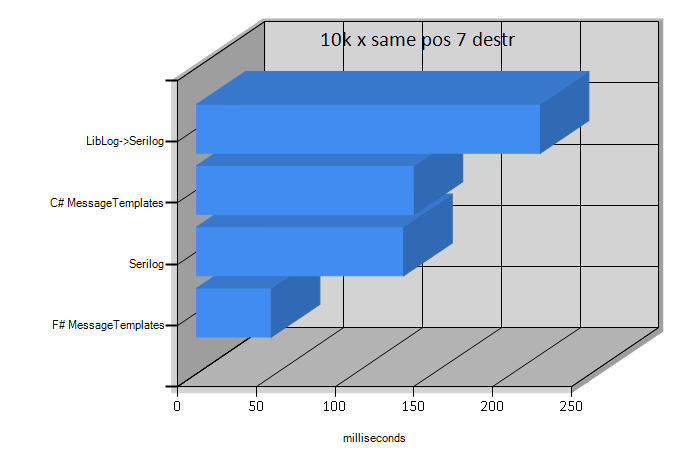 10k x same pos 7 destr
LibLog->Serilog
C# MessageTemplates
Serilog
F# MessageTemplates
0 50 100 150 200 250
milliseconds